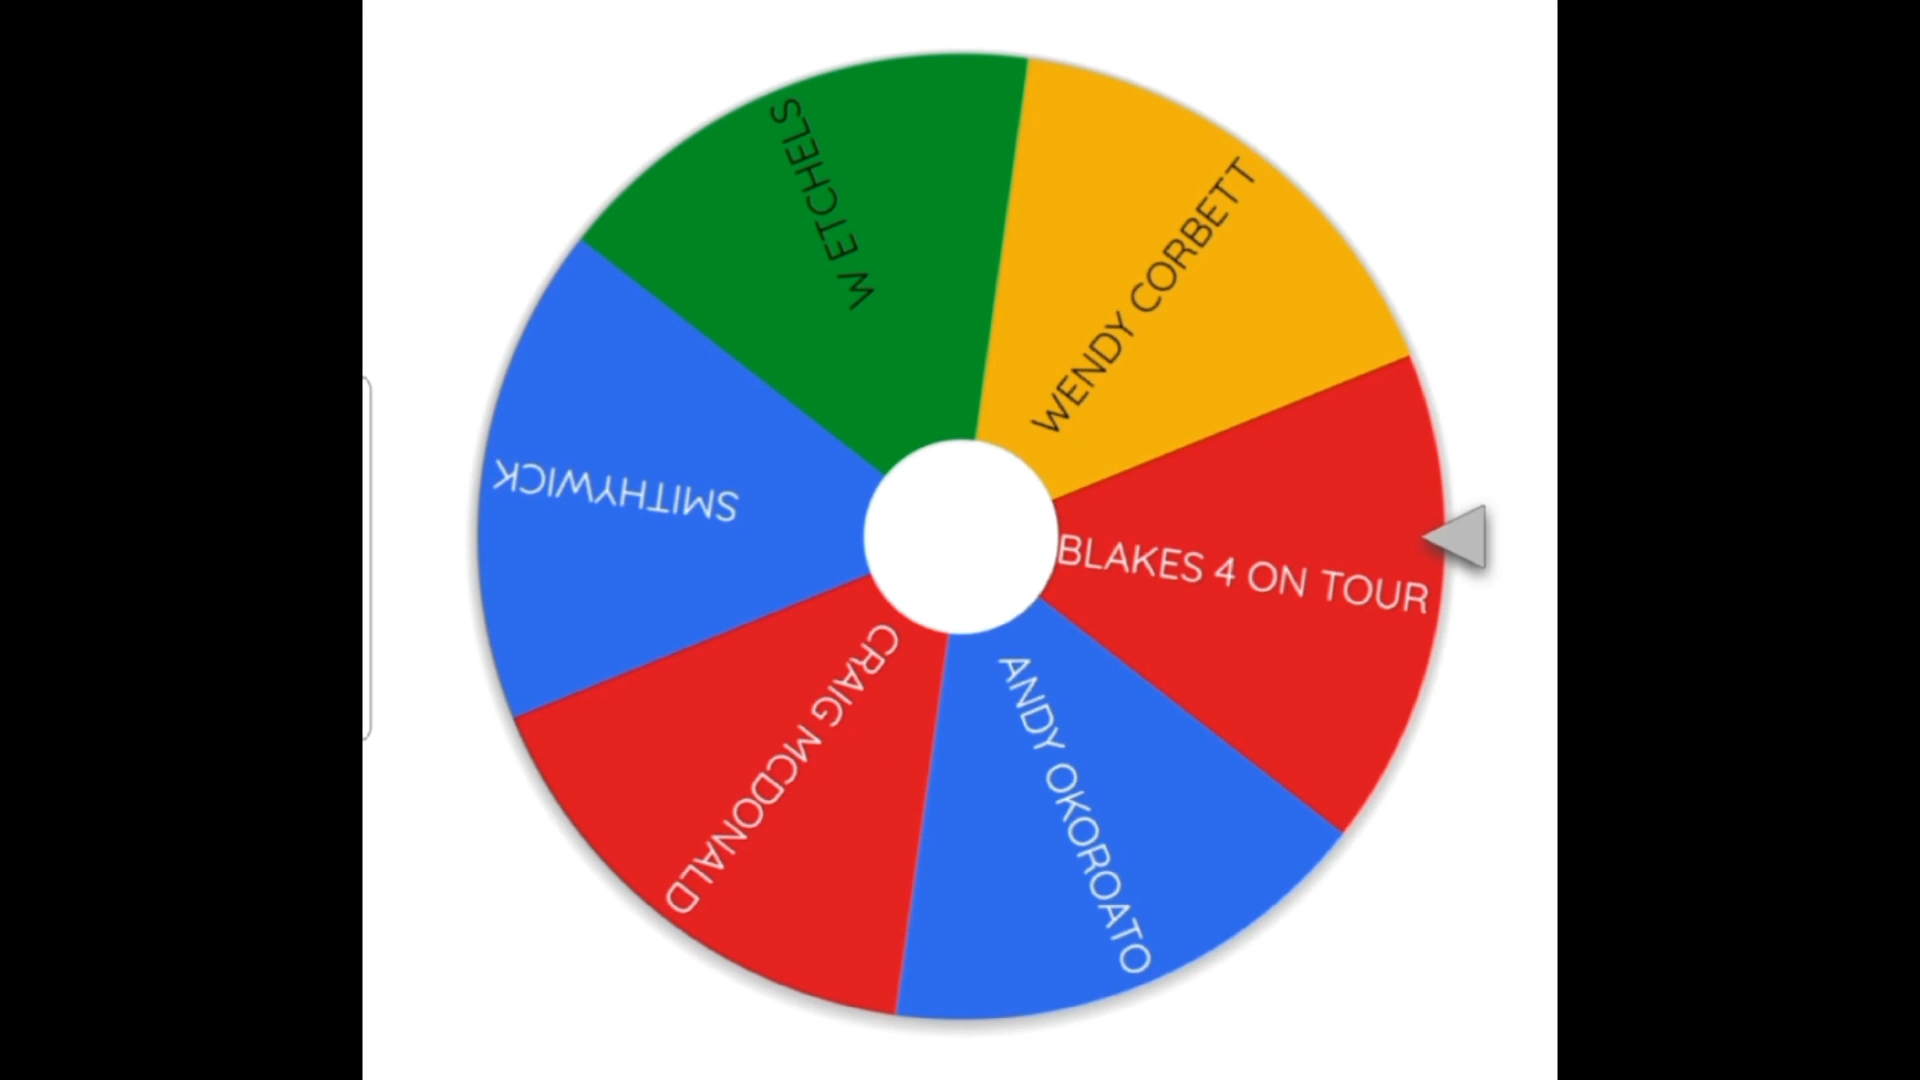 W ETCHELS
WENDY CORBETT
BLAKES 4 ON TOUR
ANDY OKOROATO
CRAIG MCDONALD
SMITHYWICK